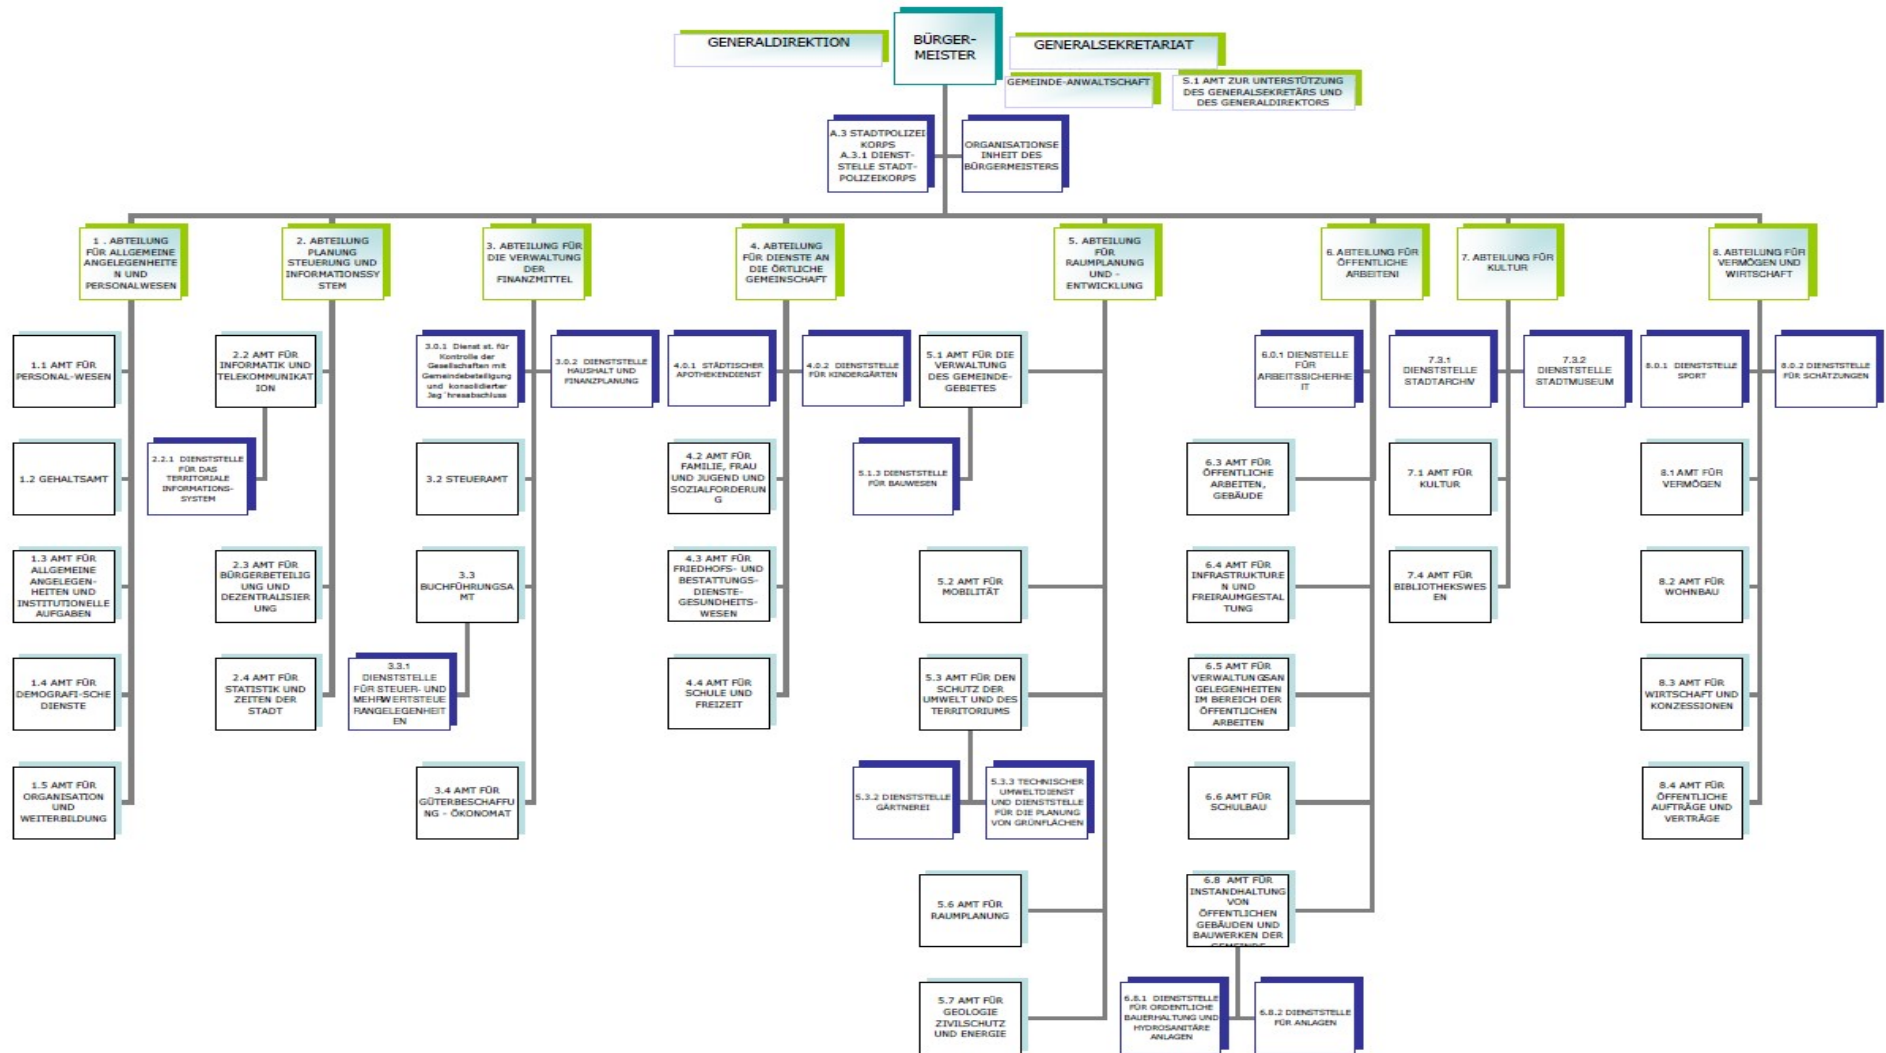 GENERALDIREKTION
BÜRGER-
MEISTER
GENERALSEKRETARIAT
GEMEINDE-ANWALTSCHAFT
S.1 AMT ZUR UNTERSTÜTZUNG
DES GENERALSEKRETÄRS UND
DES GENERALDIREKTORS
A.3 STADTPOLIZEI
KORPS
A.3.1 DIENST-
STELLE STADT-
POLIZEIKORPS
ORGANISATIONSE
INHEIT DES
BÜRGERMEISTERS
1 . ABTEILUNG
FÜR ALLGEMEINE
ANGELEGENHEITE
N UND
PERSONALWESEN
2. ABTEILUNG
PLANUNG
STEUERUNG UND
INFORMATIONSSY
STEM
3. ABTEILUNG FÜR
DIE VERWALTUNG
DER
FINANZMITTEL
4. ABTEILUNG
FÜR DIENSTE AN
DIE ÖRTLICHE
GEMEINSCHAFT
5. ABTEILUNG
FÜR
RAUMPLANUNG
UND -
ENTWICKLUNG
6. ABTEILUNG FÜR
ÖFFENTLICHE
ARBEITENI
7. ABTEILUNG FÜR
KULTUR
8. ABTEILUNG FÜR
VERMÖGEN UND
WIRTSCHAFT
1.1 AMT FÜR
PERSONAL-WESEN
2.2 AMT FÜR
INFORMATIK UND
TELEKOMMUNIKAT
ION
3.0.1 Dienst st. für
Kontrolle der
Gesellschaften mit
Gemeindebeteiligung
und konsolidierter
Jag´hresabschluss
3.0.2 DIENSTSTELLE
HAUSHALT UND
FINANZPLANUNG
4.0.1 STÄDTISCHER
APOTHEKENDIENST
4.0.2 DIENSTSTELLE
FÜR KINDERGÄRTEN
5.1 AMT FÜR DIE
VERWALTUNG
DES GEMEINDE-
GEBIETES
6.0.1 DIENSTELLE
FÜR
ARBEITSSICHERHE
IT
7.3.1
DIENSTSTELLE
STADTARCHIV
7.3.2
DIENSTSTELLE
STADTMUSEUM
8.0.1 DIENSTSTELLE
SPORT
8.0.2 DIENSTSTELLE
FÜR SCHÄTZUNGEN
1.2 GEHALTSAMT
2.2.1 DIENSTSTELLE
FÜR DAS
TERRITORIALE
INFORMATIONS-
SYSTEM
3.2 STEUERAMT
4.2 AMT FÜR
FAMILIE, FRAU
UND JUGEND UND
SOZIALFORDERUN
G
5.1.3 DIENSTSTELLE
FÜR BAUWESEN
6.3 AMT FÜR
ÖFFENTLICHE
ARBEITEN,
GEBÄUDE
7.1 AMT FÜR
KULTUR
8.1 AMT FÜR
VERMÖGEN
1.3 AMT FÜR
ALLGEMEINE
ANGELEGEN-
HEITEN UND
INSTITUTIONELLE
AUFGABEN
2.3 AMT FÜR
BÜRGERBETEILIG
UNG UND
DEZENTRALISIER
UNG
3.3
BUCHFÜHRUNGSA
MT
4.3 AMT FÜR
FRIEDHOFS- UND
BESTATTUNGS-
DIENSTE-
GESUNDHEITS-
WESEN
5.2 AMT FÜR
MOBILITÄT
6.4 AMT FÜR
INFRASTRUKTURE
N UND
FREIRAUMGESTAL
TUNG
7.4 AMT FÜR
BIBLIOTHEKSWES
EN
8.2 AMT FÜR
WOHNBAU
1.4 AMT FÜR
DEMOGRAFI-SCHE
DIENSTE
2.4 AMT FÜR
STATISTIK UND
ZEITEN DER
STADT
3.3.1
DIENSTSTELLE
FÜR STEUER- UND
MEHRWERTSTEUE
RANGELEGENHEIT
EN
4.4 AMT FÜR
SCHULE UND
FREIZEIT
5.3 AMT FÜR DEN
SCHUTZ DER
UMWELT UND DES
TERRITORIUMS
6.5 AMT FÜR
VERWALTUNGSAN
GELEGENHEITEN
IM BEREICH DER
ÖFFENTLICHEN
ARBEITEN
8.3 AMT FÜR
WIRTSCHAFT UND
KONZESSIONEN
1.5 AMT FÜR
ORGANISATION
UND
WEITERBILDUNG
3.4 AMT FÜR
GÜTERBESCHAFFU
NG - ÖKONOMAT
5.3.2 DIENSTSTELLE
GÄRTNEREI
5.3.3 TECHNISCHER
UMWELTDIENST
UND DIENSTSTELLE
FÜR DIE PLANUNG
VON GRÜNFLÄCHEN
6.6 AMT FÜR
SCHULBAU
8.4 AMT FÜR
ÖFFENTLICHE
AUFTRÄGE UND
VERTRÄGE
5.6 AMT FÜR
RAUMPLANUNG
6.8 AMT FÜR
INSTANDHALTUNG
VON
ÖFFENTLICHEN
GEBÄUDEN UND
BAUWERKEN DER
GEMEINDE
5.7 AMT FÜR
GEOLOGIE
ZIVILSCHUTZ
UND ENERGIE
6.8.1 DIENSTSTELLE
FÜR ORDENTLICHE
BAUERHALTUNG UND
HYDROSANITÄRE
ANLAGEN
6.8.2 DIENSTSTELLE
FÜR ANLAGEN